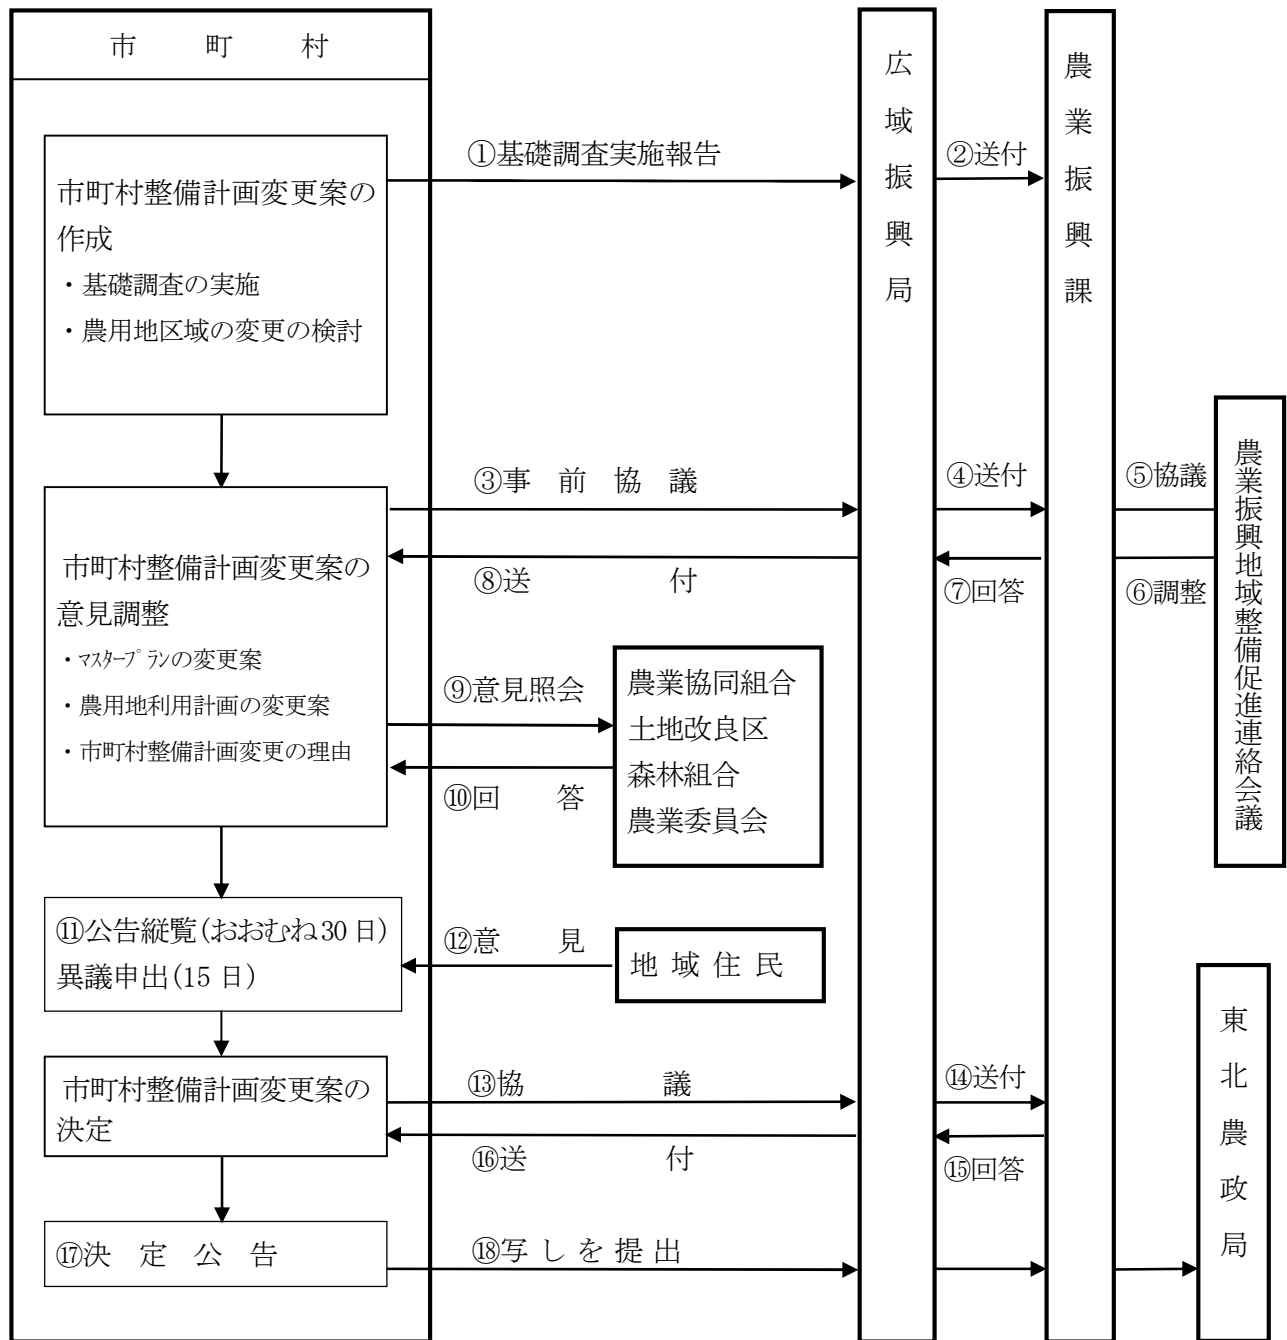 市町村
広域振興局
農業振興課
市町村整備計画変更案の
作成
・基礎調査の実施
・農用地区域の変更の検討
①基礎調査実施報告
②送付
③事前協議
④送付
⑤協議
農業振興地域整備促進連絡会議
市町村整備計画変更案の
意見調整
・マスタープランの変更案
・農用地利用計画の変更案
・市町村整備計画変更の理由
⑧送付
⑦回答
⑥調整
⑨意見照会
⑩回答
農業協同組合
土地改良区
森林組合
農業委員会
⑪公告縦覧(おおむね30日)
異議申出(15日)
⑫意見
地域住民
東北農政局
市町村整備計画変更案の
決定
⑬協議
⑭送付
⑯送付
⑮回答
⑰決定公告
⑱写しを提出